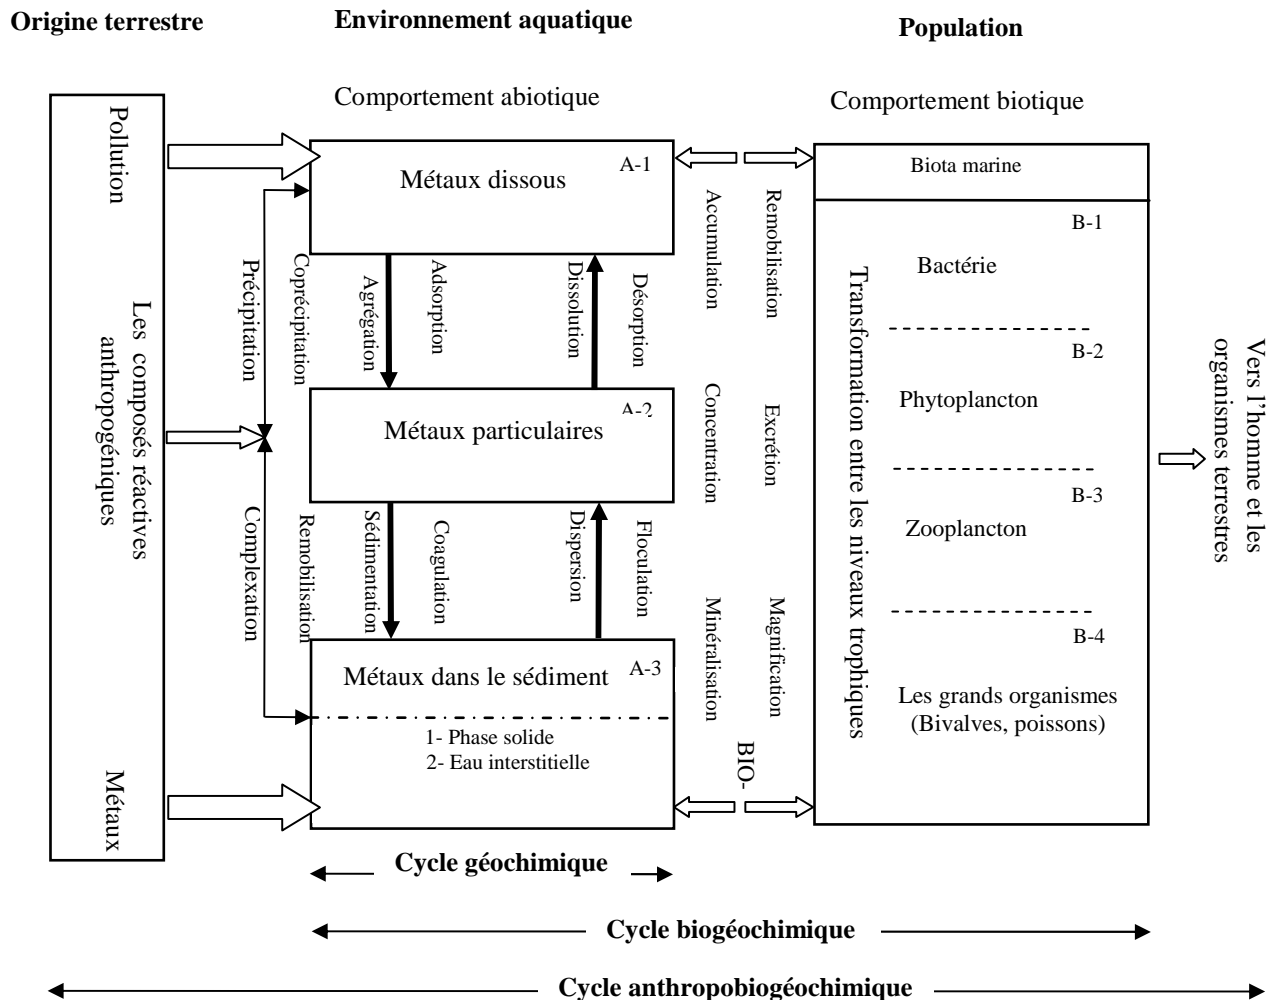 Origine terrestre
Environnement aquatique
Population
Comportement abiotique
Comportement biotique
Pollution
Les composés réactives
anthropogéniques
Métaux
Précipitation
Coprécipitation
Complexation
Remobilisation
A-1
Métaux dissous
Agrégation
Adsorption
Dissolution
Désorption
A-2
Métaux particulaires
Sédimentation
Coagulation
Dispersion
Floculation
A-3
Métaux dans le sédiment
1- Phase solide
2- Eau interstitielle
Accumulation
Remobilisation
Concentration
Excrétion
Minéralisation
Magnification
BIO-
Biota marine
Transformation entre les niveaux trophiques
B-1
Bactérie
B-2
Phytoplancton
B-3
Zooplancton
B-4
Les grands organismes
(Bivalves, poissons)
Vers l'homme et les
organismes terrestres
Cycle géochimique
Cycle biogéochimique
Cycle anthropobiogéochimique